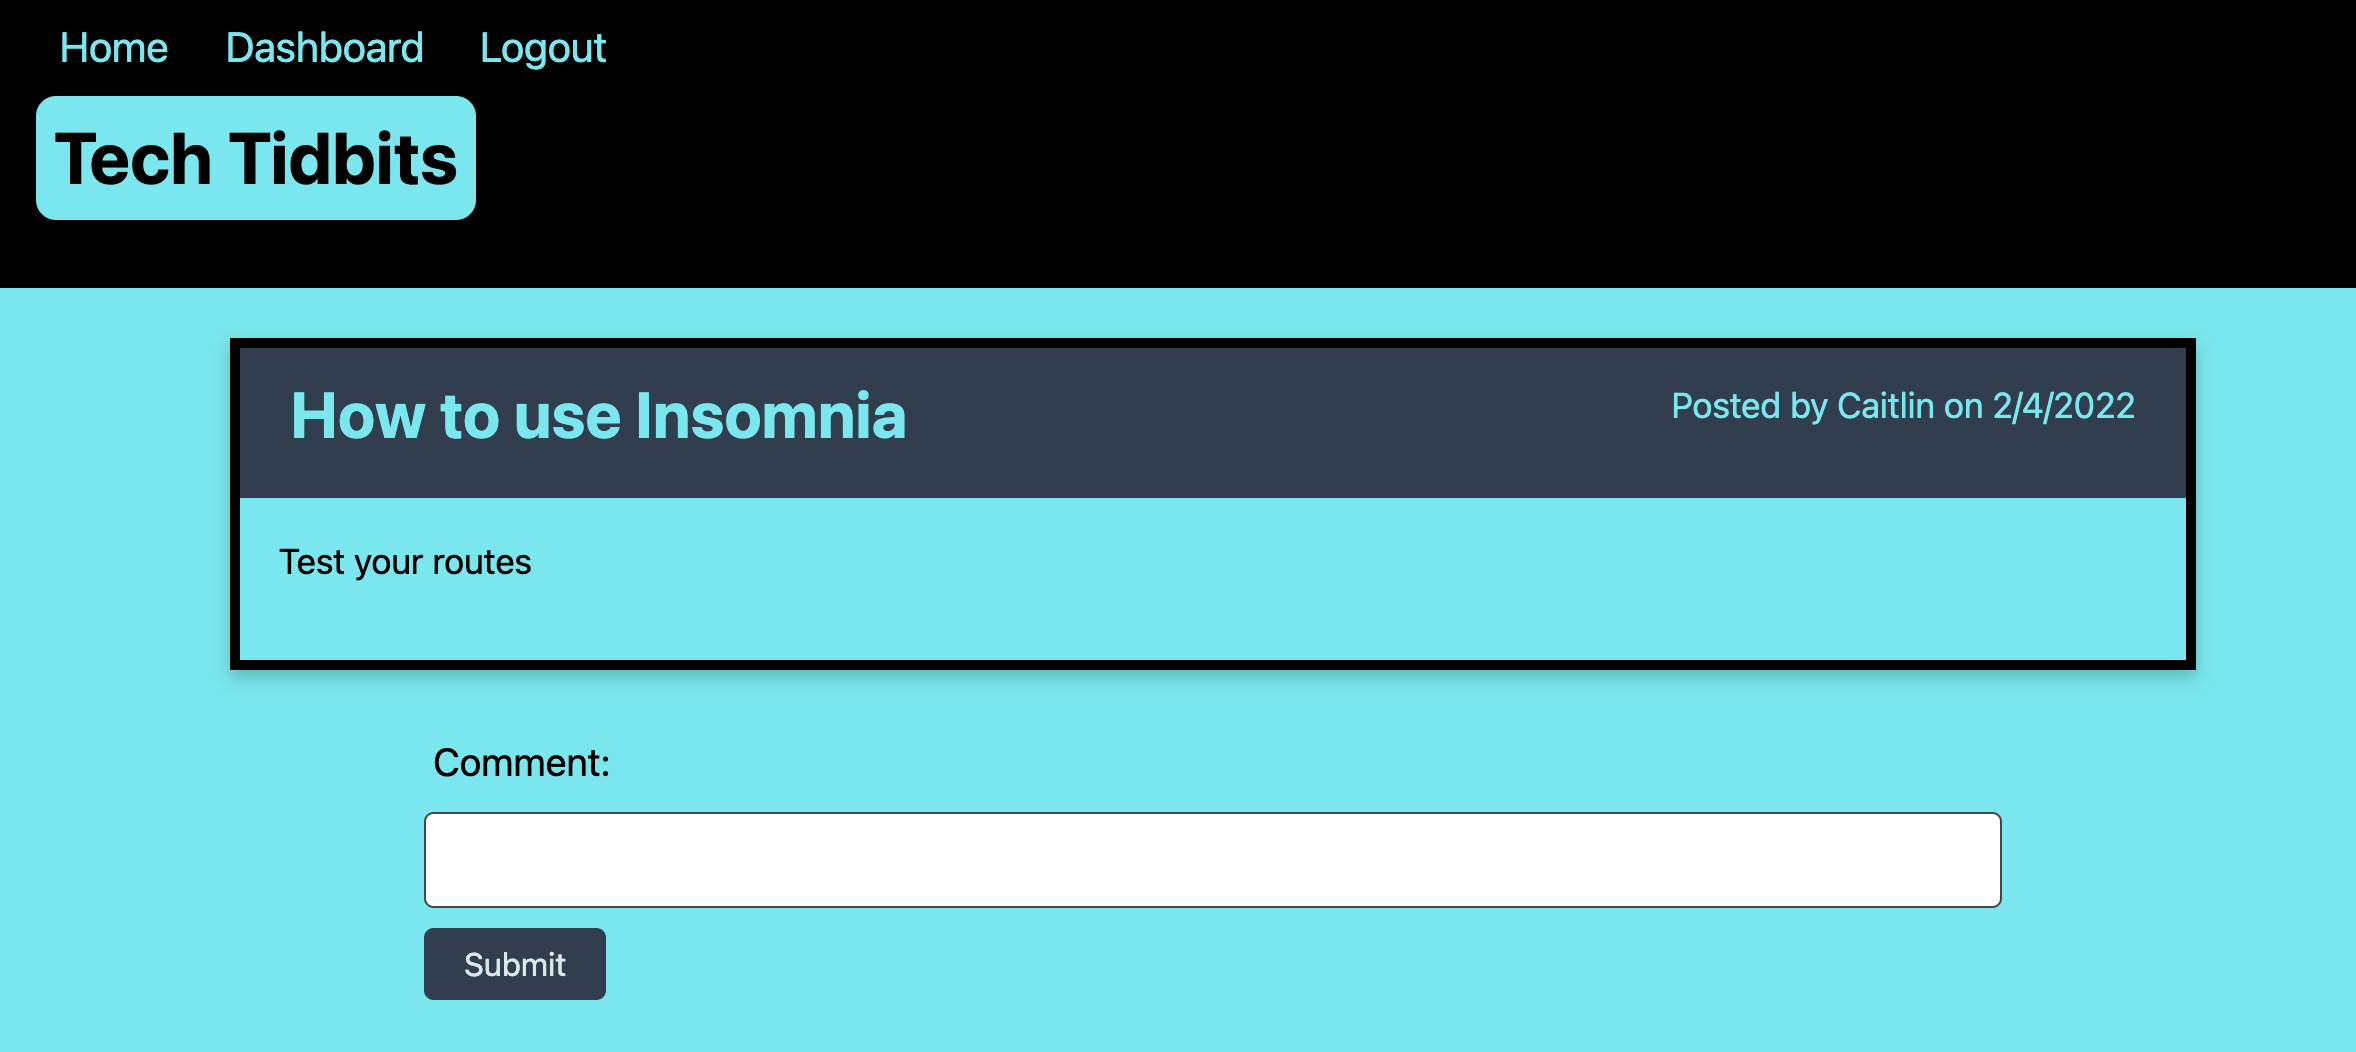 Home Dashboard Logout
Tech Tidbits
How to use Insomnia
Posted by Caitlin on 2/4/2022
Test your routes
Comment:
Submit